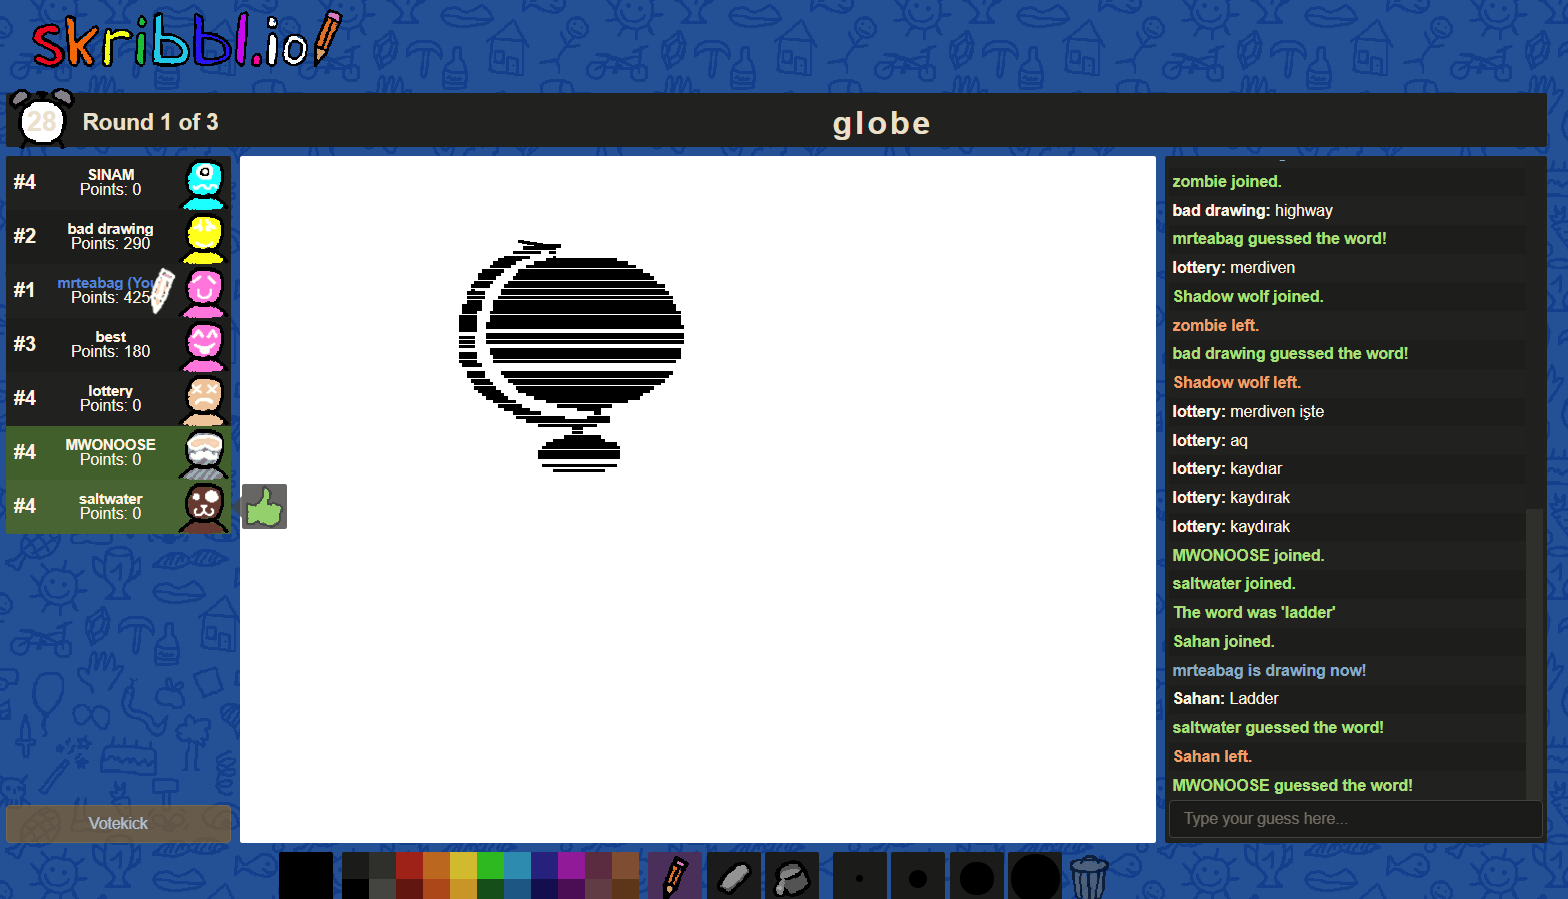 skribbl.io
28
Round 1 of 3
globe
#4
SINAM
Points: 0
#2
bad drawing
Points: 290
#1
mrteabag (You
Points: 425
#3
best
Points: 180
#4
lottery
Points: 0
#4
MWONOOSE
Points: 0
#4
saltwater
Points: 0
Votekick
zombie joined.
bad drawing: highway
mrteabag guessed the word!
lottery: merdiven
Shadow wolf joined.
zombie left.
bad drawing guessed the word!
Shadow wolf left.
lottery: merdiven işte
lottery: aq
lottery: kaydıar
lottery: kaydırak
lottery: kaydırak
MWONOOSE joined.
saltwater joined.
The word was 'ladder'
Sahan joined.
mrteabag is drawing now!
Sahan: Ladder
saltwater guessed the word!
Sahan left.
MWONOOSE guessed the word!
Type your guess here...